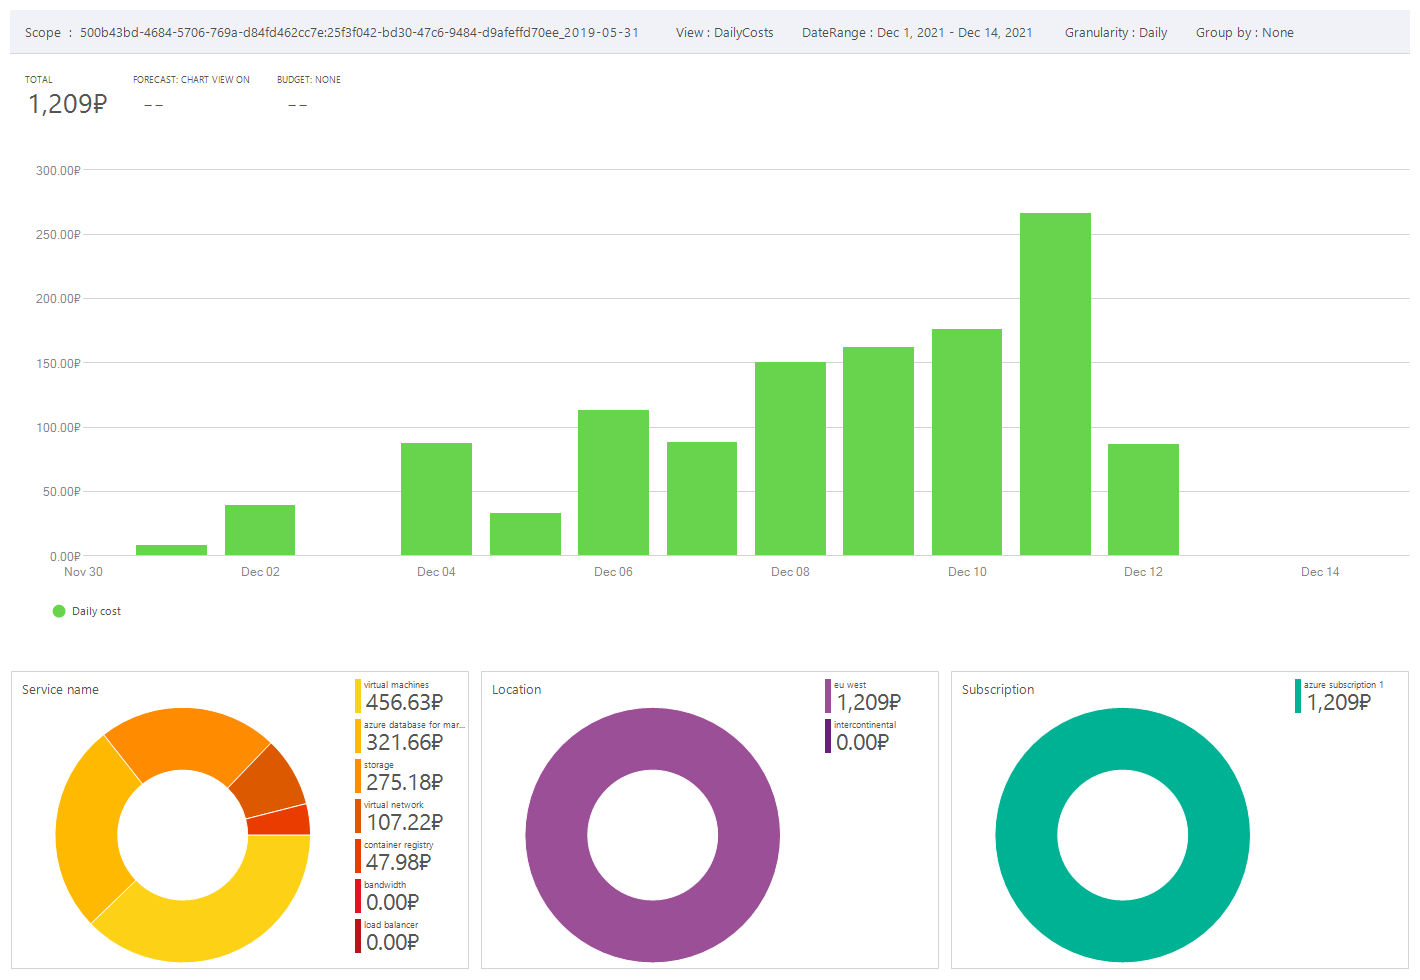 Scope : 500b43bd-4684-5706-769a-d84fd462cc7e:25f3f042-bd30-47c6-9484-d9afeffd70ee_2019-05-31 View : DailyCosts DateRange : Dec 1, 2021 - Dec 14, 2021 Granularity : Daily Group by : None
TOTAL FORECAST: CHART VIEW ON BUDGET: NONE
1,209₽ -- --
300.00₽
250.00₽
200.00₽
150.00₽
100.00₽
50.00₽
0.00₽
Nov 30 Dec 02 Dec 04 Dec 06 Dec 08 Dec 10 Dec 12 Dec 14
Daily cost
Service name
virtual machines
456.63₽
azure database for mar...
321.66₽
storage
275.18₽
virtual network
107.22₽
container registry
47.98₽
bandwidth
0.00₽
load balancer
0.00₽
Location
eu west
1,209₽
intercontinental
0.00₽
Subscription
azure subscription 1
1,209₽